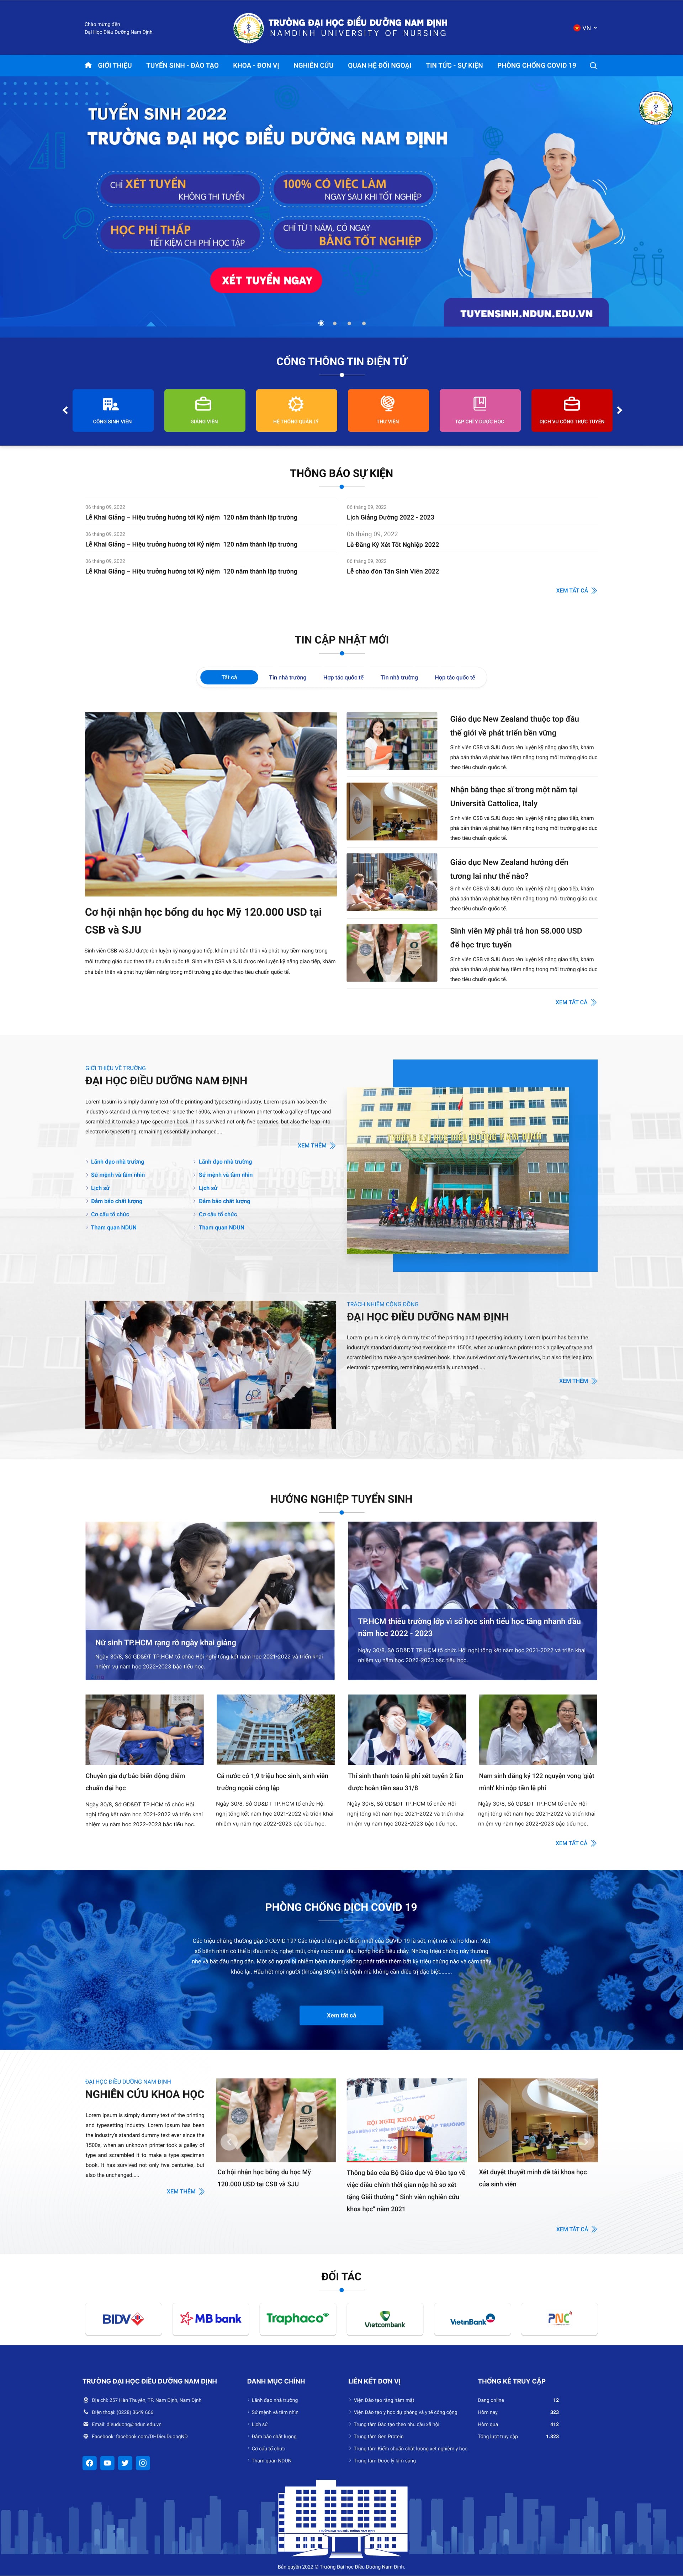 Chào mừng đến
Đại Học Điều Dưỡng Nam Định
TRƯỜNG ĐẠI HỌC ĐIỀU DƯỠNG NAM ĐỊNH
NAMDINH UNIVERSITY OF NURSING
VN
GIỚI THIỆU
TUYỂN SINH - ĐÀO TẠO
KHOA - ĐƠN VỊ
NGHIÊN CỨU
QUAN HỆ ĐỐI NGOẠI
TIN TỨC - SỰ KIỆN
PHÒNG CHỐNG COVID 19
TUYỂN SINH 2022
TRƯỜNG ĐẠI HỌC ĐIỀU DƯỠNG NAM ĐỊNH
CHỈ XÉT TUYỂN
KHÔNG THI TUYỂN
100% CÓ VIỆC LÀM
NGAY SAU KHI TỐT NGHIỆP
HỌC PHÍ THẤP
TIẾT KIỆM CHI PHÍ HỌC TẬP
CHỈ TỪ 1 NĂM, CÓ NGAY
BẰNG TỐT NGHIỆP
XÉT TUYỂN NGAY
TUYENSINH.NDUN.EDU.VN
CỔNG THÔNG TIN ĐIỆN TỬ
CỔNG SINH VIÊN
GIẢNG VIÊN
HỆ THỐNG QUẢN LÝ
THƯ VIỆN
TẠP CHÍ Y DƯỢC HỌC
DỊCH VỤ CÔNG TRỰC TUYẾN
THÔNG BÁO SỰ KIỆN
06 tháng 09, 2022
Lễ Khai Giảng – Hiệu trưởng hướng tới Kỷ niệm 120 năm thành lập trường
06 tháng 09, 2022
Lịch Giảng Đường 2022 - 2023
06 tháng 09, 2022
Lễ Khai Giảng – Hiệu trưởng hướng tới Kỷ niệm 120 năm thành lập trường
06 tháng 09, 2022
Lễ Đăng Ký Xét Tốt Nghiệp 2022
06 tháng 09, 2022
Lễ Khai Giảng – Hiệu trưởng hướng tới Kỷ niệm 120 năm thành lập trường
06 tháng 09, 2022
Lễ chào đón Tân Sinh Viên 2022
XEM TẤT CẢ
TIN CẬP NHẬT MỚI
Tất cả
Tin nhà trường
Hợp tác quốc tế
Tin nhà trường
Hợp tác quốc tế
Cơ hội nhận học bổng du học Mỹ 120.000 USD tại
CSB và SJU
Sinh viên CSB và SJU được rèn luyện kỹ năng giao tiếp, khám phá bản thân và phát huy tiềm năng trong
môi trường giáo dục theo tiêu chuẩn quốc tế. Sinh viên CSB và SJU được rèn luyện kỹ năng giao tiếp, khám
phá bản thân và phát huy tiềm năng trong môi trường giáo dục theo tiêu chuẩn quốc tế.
Giáo dục New Zealand thuộc top đầu
thế giới về phát triển bền vững
Sinh viên CSB và SJU được rèn luyện kỹ năng giao tiếp, khám
phá bản thân và phát huy tiềm năng trong môi trường giáo dục
theo tiêu chuẩn quốc tế.
Nhận bằng thạc sĩ trong một năm tại
Università Cattolica, Italy
Sinh viên CSB và SJU được rèn luyện kỹ năng giao tiếp, khám
phá bản thân và phát huy tiềm năng trong môi trường giáo dục
theo tiêu chuẩn quốc tế.
Giáo dục New Zealand hướng đến
tương lai như thế nào?
Sinh viên CSB và SJU được rèn luyện kỹ năng giao tiếp, khám
phá bản thân và phát huy tiềm năng trong môi trường giáo dục
theo tiêu chuẩn quốc tế.
Sinh viên Mỹ phải trả hơn 58.000 USD
để học trực tuyến
Sinh viên CSB và SJU được rèn luyện kỹ năng giao tiếp, khám
phá bản thân và phát huy tiềm năng trong môi trường giáo dục
theo tiêu chuẩn quốc tế.
XEM TẤT CẢ
GIỚI THIỆU VỀ TRƯỜNG
ĐẠI HỌC ĐIỀU DƯỠNG NAM ĐỊNH
Lorem Ipsum is simply dummy text of the printing and typesetting industry. Lorem Ipsum has been the
industry's standard dummy text ever since the 1500s, when an unknown printer took a galley of type and
scrambled it to make a type specimen book. It has survived not only five centuries, but also the leap into
electronic typesetting, remaining essentially unchanged.....
XEM THÊM
Lãnh đạo nhà trường
Sứ mệnh và tầm nhìn
Lịch sử
Đảm bảo chất lượng
Cơ cấu tổ chức
Tham quan NDUN
Lãnh đạo nhà trường
Sứ mệnh và tầm nhìn
Lịch sử
Đảm bảo chất lượng
Cơ cấu tổ chức
Tham quan NDUN
TRƯỜNG ĐẠI HỌC ĐIỀU DƯỠNG NAM ĐỊNH
TRÁCH NHIỆM CỘNG ĐỒNG
ĐẠI HỌC ĐIỀU DƯỠNG NAM ĐỊNH
Lorem Ipsum is simply dummy text of the printing and typesetting industry. Lorem Ipsum has been the
industry's standard dummy text ever since the 1500s, when an unknown printer took a galley of type and
scrambled it to make a type specimen book. It has survived not only five centuries, but also the leap into
electronic typesetting, remaining essentially unchanged.....
XEM THÊM
HƯỚNG NGHIỆP TUYỂN SINH
Nữ sinh TP.HCM rạng rỡ ngày khai giảng
Ngày 30/8, Sở GD&ĐT TP.HCM tổ chức Hội nghị tổng kết năm học 2021-2022 và triển khai
nhiệm vụ năm học 2022-2023 bậc tiểu học.
TP.HCM thiếu trường lớp vì số học sinh tiểu học tăng nhanh đầu
năm học 2022 - 2023
Ngày 30/8, Sở GD&ĐT TP.HCM tổ chức Hội nghị tổng kết năm học 2021-2022 và triển khai
nhiệm vụ năm học 2022-2023 bậc tiểu học.
Chuyên gia dự báo biến động điểm
chuẩn đại học
Ngày 30/8, Sở GD&ĐT TP.HCM tổ chức Hội
nghị tổng kết năm học 2021-2022 và triển khai
nhiệm vụ năm học 2022-2023 bậc tiểu học.
Cả nước có 1,9 triệu học sinh, sinh viên
trường ngoài công lập
Ngày 30/8, Sở GD&ĐT TP.HCM tổ chức Hội
nghị tổng kết năm học 2021-2022 và triển khai
nhiệm vụ năm học 2022-2023 bậc tiểu học.
Thí sinh thanh toán lệ phí xét tuyển 2 lần
được hoàn tiền sau 31/8
Ngày 30/8, Sở GD&ĐT TP.HCM tổ chức Hội
nghị tổng kết năm học 2021-2022 và triển khai
nhiệm vụ năm học 2022-2023 bậc tiểu học.
Nam sinh đăng ký 122 nguyện vọng 'giật
mình' khi nộp tiền lệ phí
Ngày 30/8, Sở GD&ĐT TP.HCM tổ chức Hội
nghị tổng kết năm học 2021-2022 và triển khai
nhiệm vụ năm học 2022-2023 bậc tiểu học.
XEM TẤT CẢ
PHÒNG CHỐNG DỊCH COVID 19
Các triệu chứng thường gặp ở COVID-19? Các triệu chứng phổ biến nhất của COVID-19 là sốt, mệt mỏi và ho khan. Một
số bệnh nhân có thể bị đau nhức, nghẹt mũi, chảy nước mũi, đau họng hoặc tiêu chảy. Những triệu chứng này thường
nhẹ và bắt đầu nặng dần. Một số người bị nhiễm bệnh nhưng không phát triển thêm bất kỳ triệu chứng nào và cảm thấy
khỏe lại. Hầu hết mọi người (khoảng 80%) khỏi bệnh mà không cần điều trị đặc biệt........
Xem tất cả
ĐẠI HỌC ĐIỀU DƯỠNG NAM ĐỊNH
NGHIÊN CỨU KHOA HỌC
Lorem Ipsum is simply dummy text of the printing
and typesetting industry. Lorem Ipsum has been
the industry's standard dummy text ever since the
1500s, when an unknown printer took a galley of
type and scrambled it to make a type specimen
book. It has survived not only five centuries, but
also the unchanged.....
XEM THÊM
Cơ hội nhận học bổng du học Mỹ
120.000 USD tại CSB và SJU
HỘI NGHỊ KHOA HỌC
Thông báo của Bộ Giáo dục và Đào tạo về
việc điều chỉnh thời gian nộp hồ sơ xét
tặng Giải thưởng " Sinh viên nghiên cứu
khoa học" năm 2021
Xét duyệt thuyết minh đề tài khoa học
của sinh viên
XEM TẤT CẢ
ĐỐI TÁC
BIDV
MB bank
Traphaco
Vietcombank
VietinBank
PNC
TRƯỜNG ĐẠI HỌC ĐIỀU DƯỠNG NAM ĐỊNH
Địa chỉ: 257 Hàn Thuyên, TP. Nam Định, Nam Định
Điện thoại: (0228) 3649 666
Email: dieuduong@ndun.edu.vn
Facebook: facebook.com/DHDieuDuongND
DANH MỤC CHÍNH
Lãnh đạo nhà trường
Sứ mệnh và tầm nhìn
Lịch sử
Đảm bảo chất lượng
Cơ cấu tổ chức
Tham quan NDUN
LIÊN KẾT ĐƠN VỊ
Viện Đào tạo răng hàm mặt
Viện Đào tạo y học dự phòng và y tế công cộng
Trung tâm Đào tạo theo nhu cầu xã hội
Trung tâm Gen Protein
Trung tâm Kiểm chuẩn chất lượng xét nghiệm y học
Trung tâm Dược lý lâm sàng
THỐNG KÊ TRUY CẬP
Đang online 12
Hôm nay 323
Hôm qua 412
Tổng lượt truy cập 1.323
TRƯỜNG ĐẠI HỌC ĐIỀU DƯỠNG NAM ĐỊNH
Bản quyền 2022 © Trường Đại học Điều Dưỡng Nam Định.